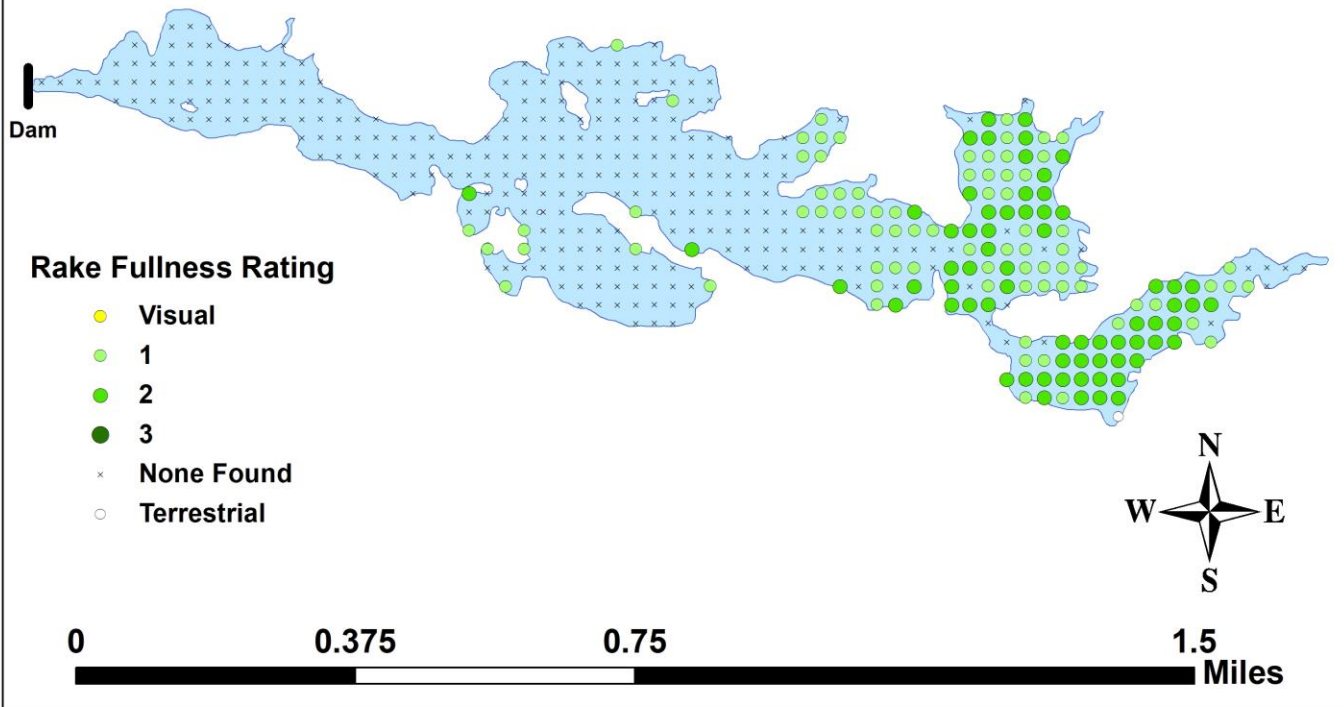 Dam
Rake Fullness Rating
Visual
1
2
3
None Found
Terrestrial
N
W E
S
0 0.375 0.75 1.5
Miles